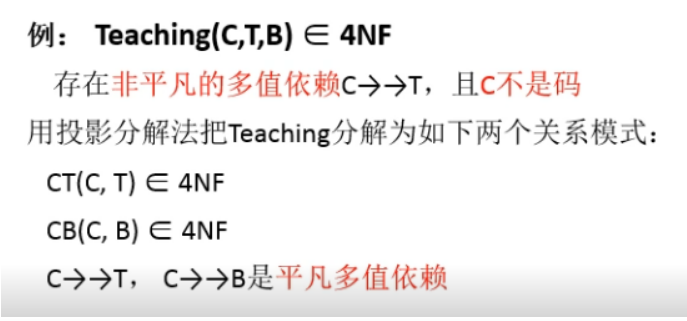 例： Teaching(C,T,B) ∈ 4NF
存在非平凡的多值依赖C→→T，且C不是码
用投影分解法把Teaching分解为如下两个关系模式：
CT(C, T) ∈ 4NF
CB(C, B) ∈ 4NF
C→→T， C→→B是平凡多值依赖